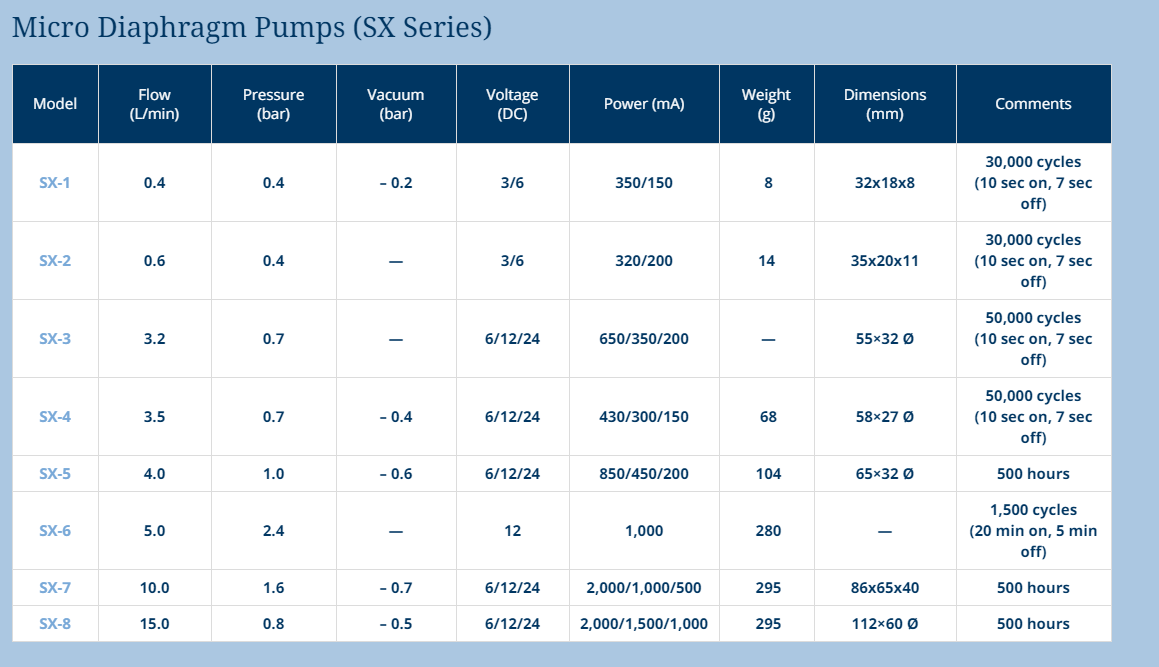 Micro Diaphragm Pumps (SX Series)
Model Flow (L/min) Pressure (bar) Vacuum (bar) Voltage (DC) Power (mA) Weight (g) Dimensions (mm) Comments
SX-1 0.4 0.4 – 0.2 3/6 350/150 8 32x18x8 30,000 cycles (10 sec on, 7 sec off)
SX-2 0.6 0.4 — 3/6 320/200 14 35x20x11 30,000 cycles (10 sec on, 7 sec off)
SX-3 3.2 0.7 — 6/12/24 650/350/200 — 55×32 Ø 50,000 cycles (10 sec on, 7 sec off)
SX-4 3.5 0.7 – 0.4 6/12/24 430/300/150 68 58×27 Ø 50,000 cycles (10 sec on, 7 sec off)
SX-5 4.0 1.0 – 0.6 6/12/24 850/450/200 104 65×32 Ø 500 hours
SX-6 5.0 2.4 — 12 1,000 280 — 1,500 cycles (20 min on, 5 min off)
SX-7 10.0 1.6 – 0.7 6/12/24 2,000/1,000/500 295 86x65x40 500 hours
SX-8 15.0 0.8 – 0.5 6/12/24 2,000/1,500/1,000 295 112×60 Ø 500 hours